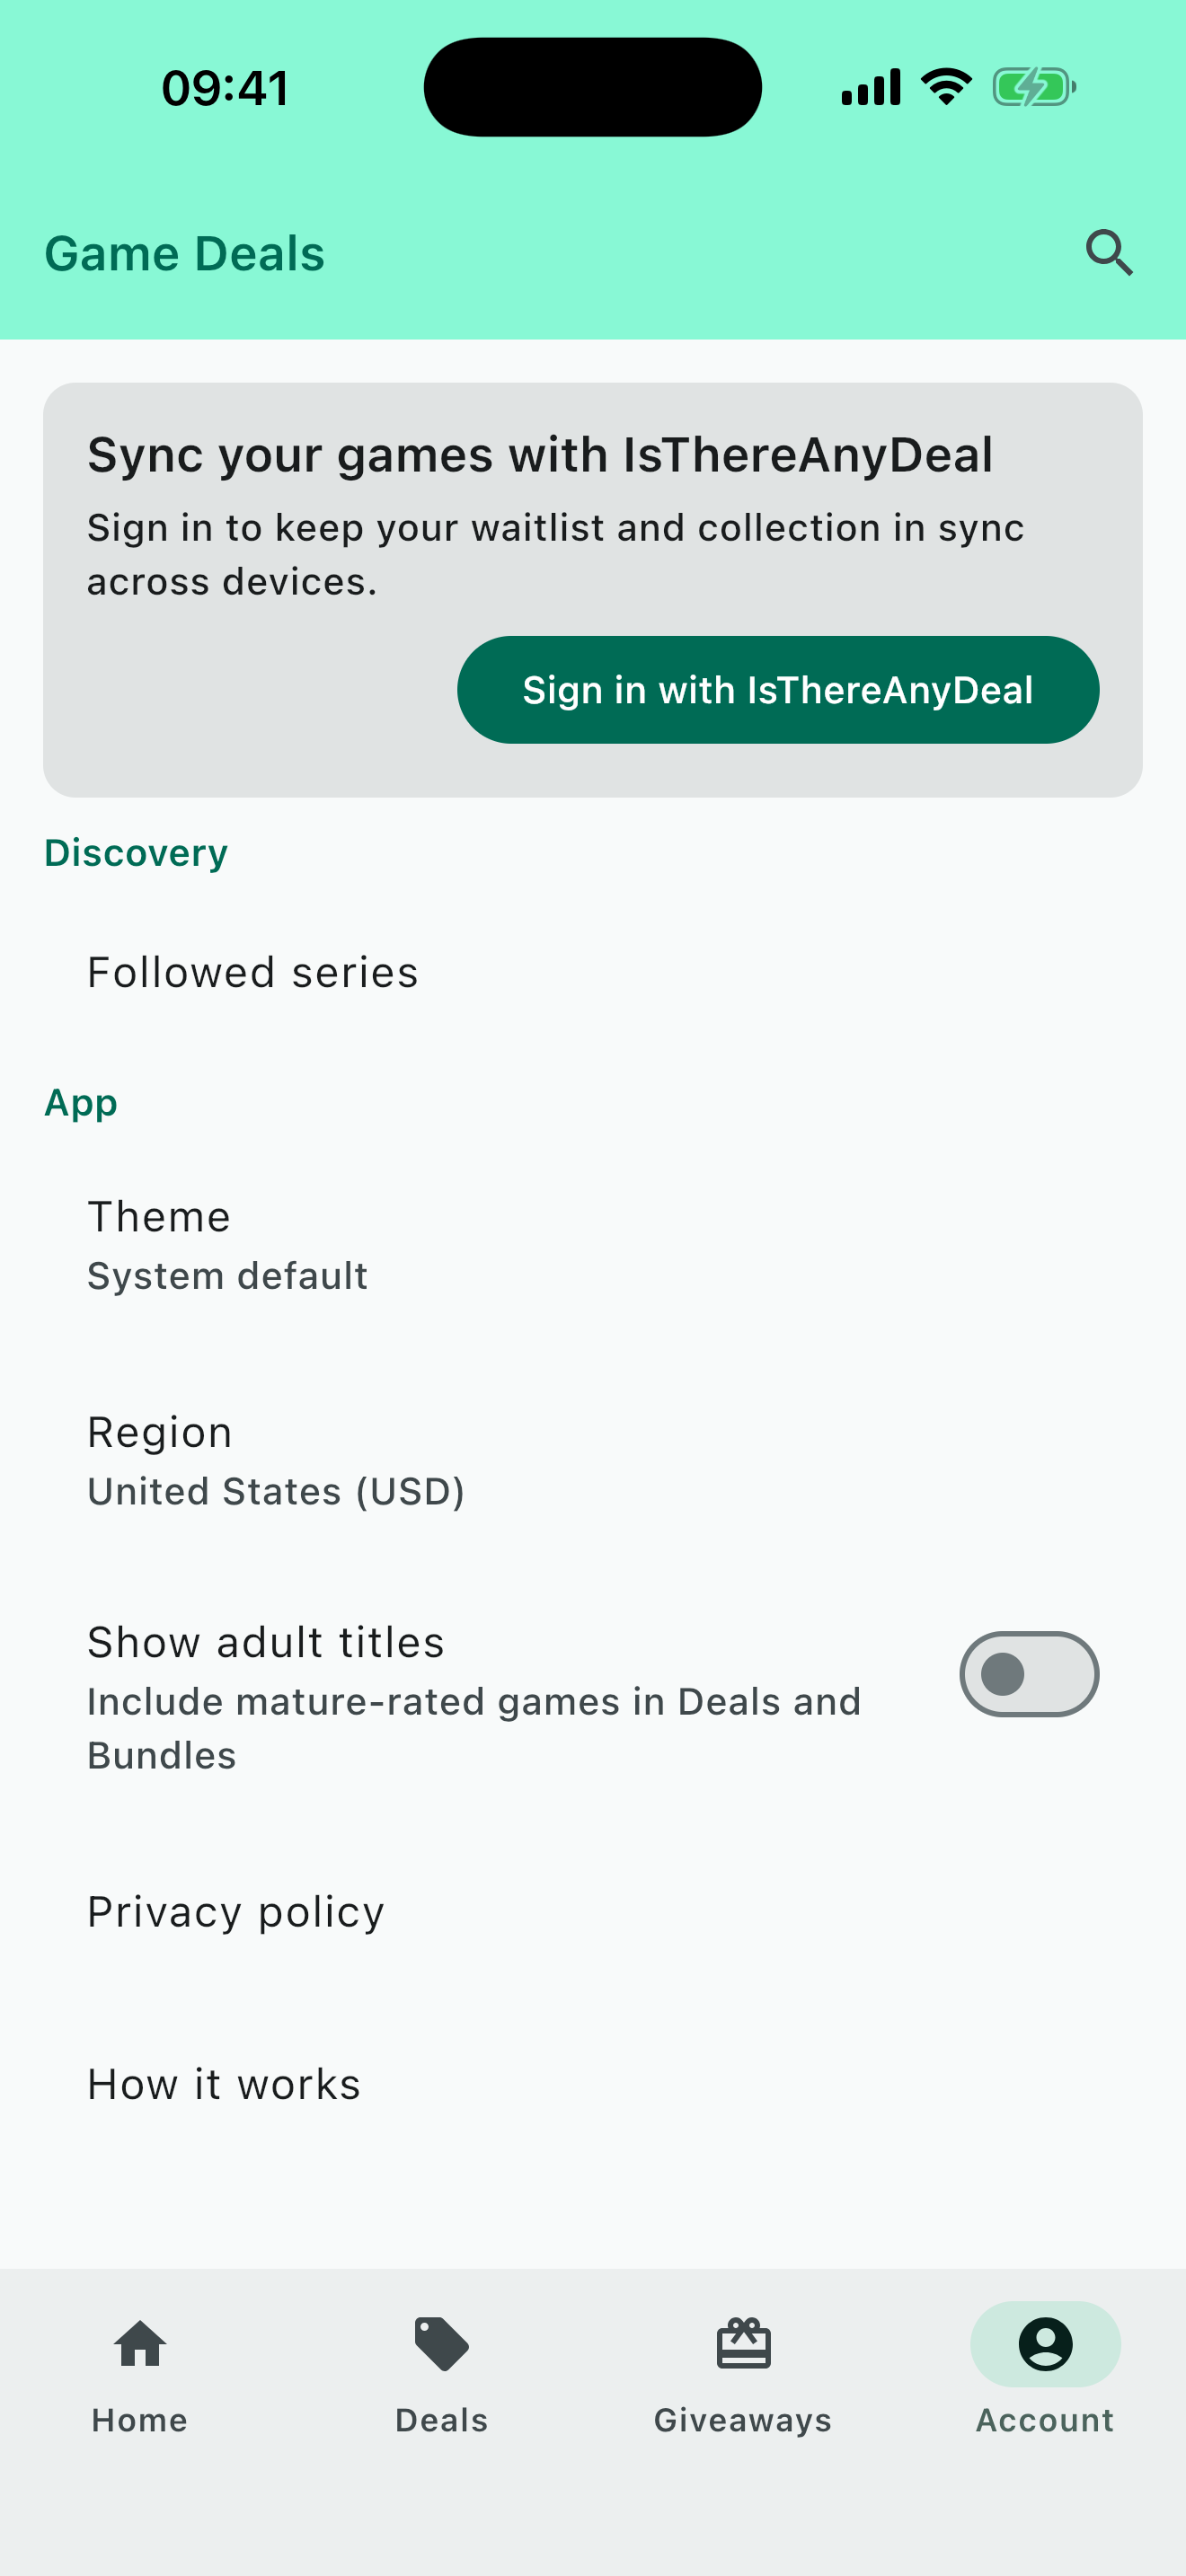 09:41
Game Deals
Sync your games with IsThereAnyDeal
Sign in to keep your waitlist and collection in sync
across devices.
Sign in with IsThereAnyDeal
Discovery
Followed series
App
Theme
System default
Region
United States (USD)
Show adult titles
Include mature-rated games in Deals and
Bundles
Privacy policy
How it works
Home
Deals
Giveaways
Account